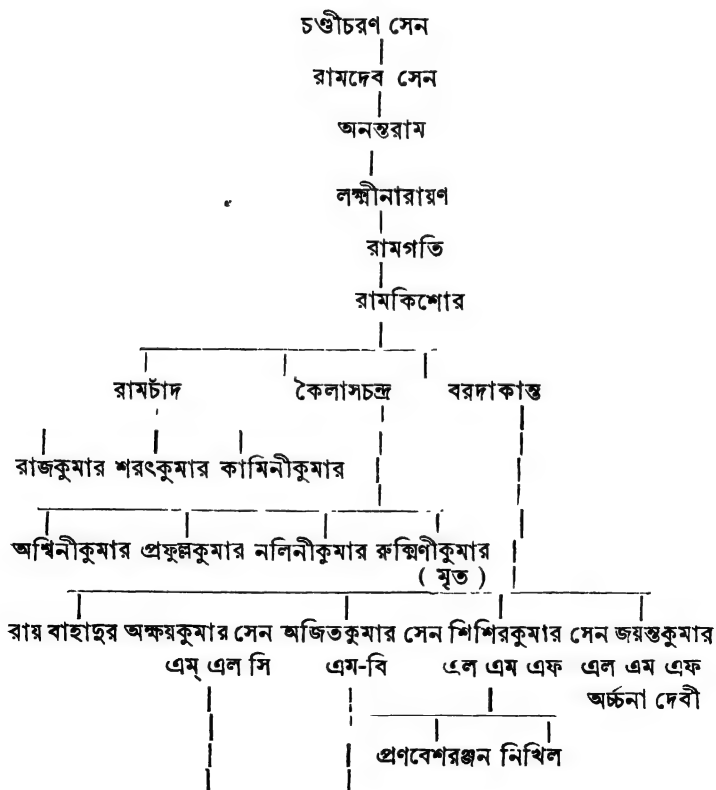 চণ্ডীচরণ সেন
রামদেব সেন
অনন্তরাম
লক্ষ্মীনারায়ণ
রামগতি
রামকিশোর
রামচাঁদ কৈলাসচন্দ্র বরদাকান্ত
রাজকুমার শরৎকুমার কামিনীকুমার
অশ্বিনীকুমার প্রফুল্লকুমার নলিনীকুমার রুক্মিণীকুমার
( মৃত )
রায় বাহাদুর অক্ষয়কুমার সেন অজিতকুমার সেন শিশিরকুমার সেন জয়ন্তকুমার
এম্ এল সি এম-বি এল এম এফ এল এম এফ
অর্চ্চনা দেবী
প্রণবেশরঞ্জন নিখিল